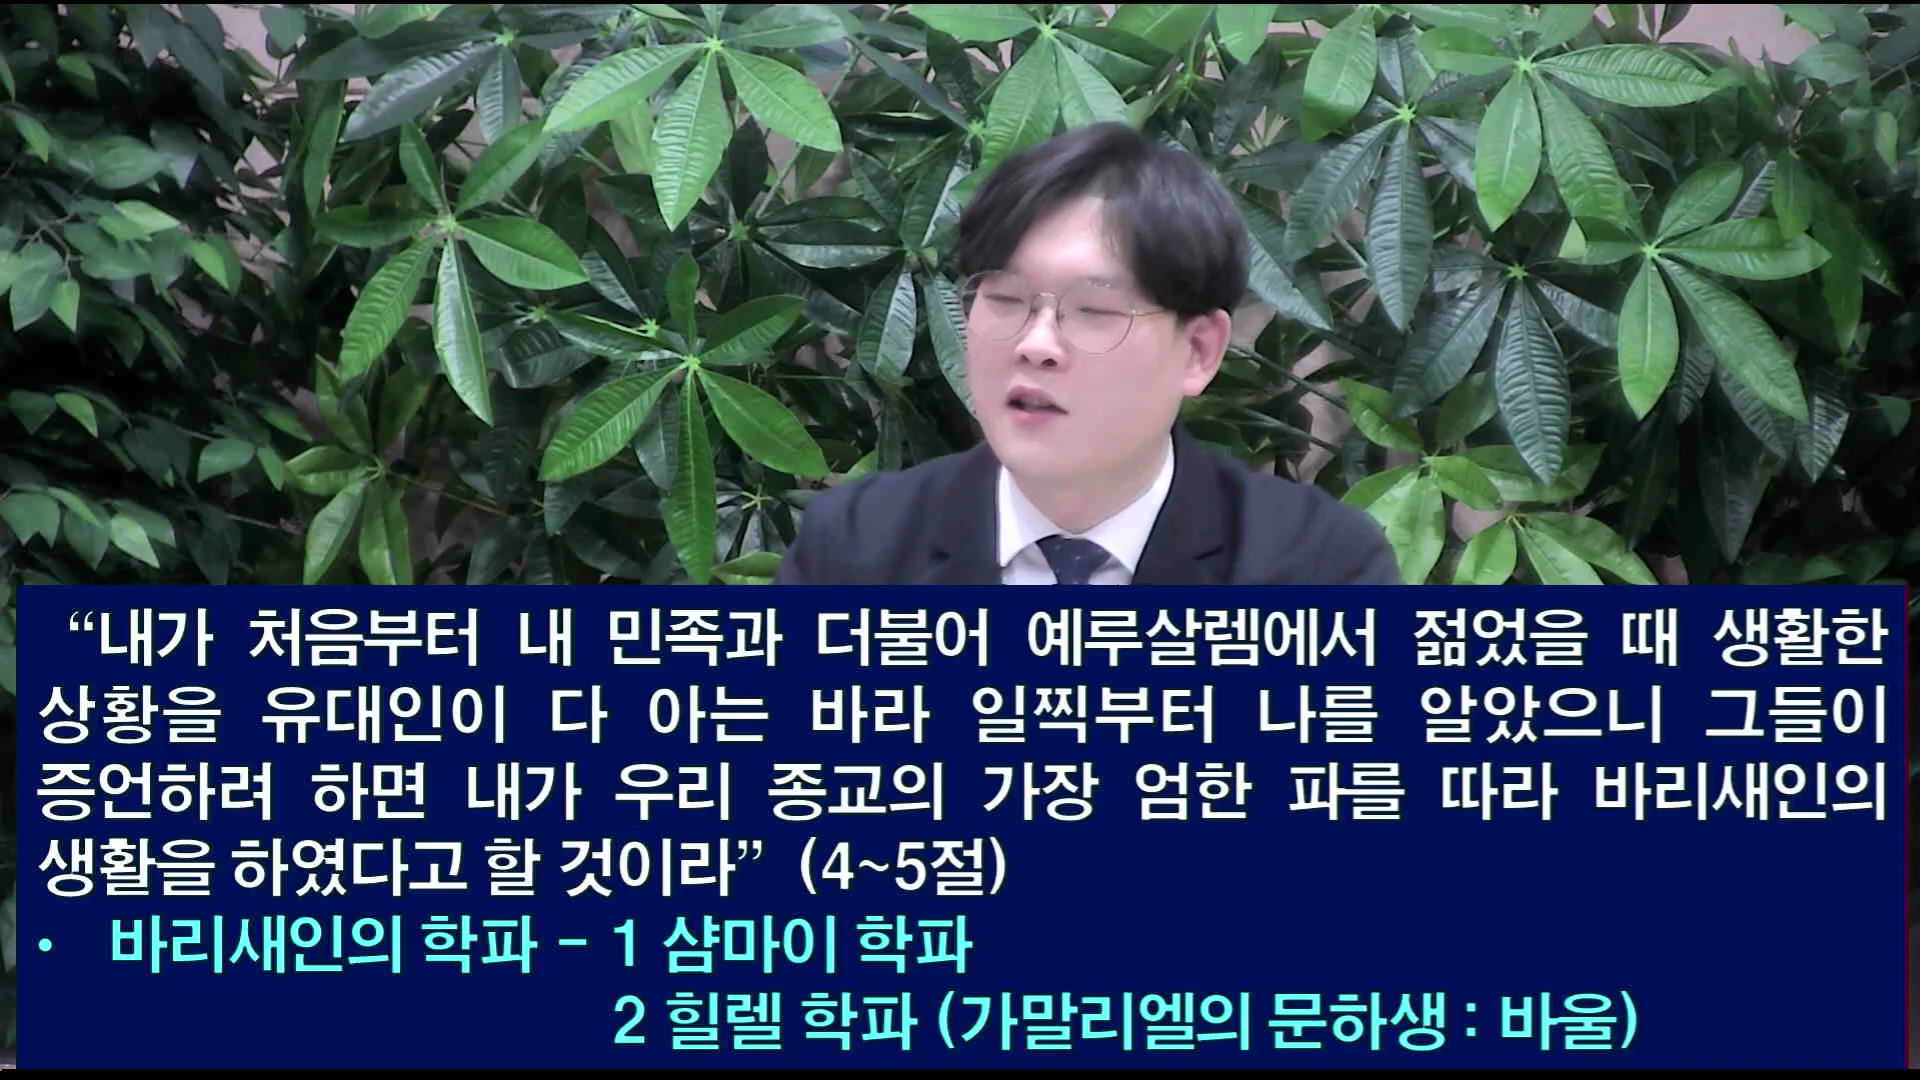 “내가 처음부터 내 민족과 더불어 예루살렘에서 젊었을 때 생활한
상황을 유대인이 다 아는 바라 일찍부터 나를 알았으니 그들이
증언하려 하면 내가 우리 종교의 가장 엄한 파를 따라 바리새인의
생활을 하였다고 할 것이라” (4~5절)
• 바리새인의 학파 - 1 샴마이 학파
2 힐렐 학파 (가말리엘의 문하생 : 바울)